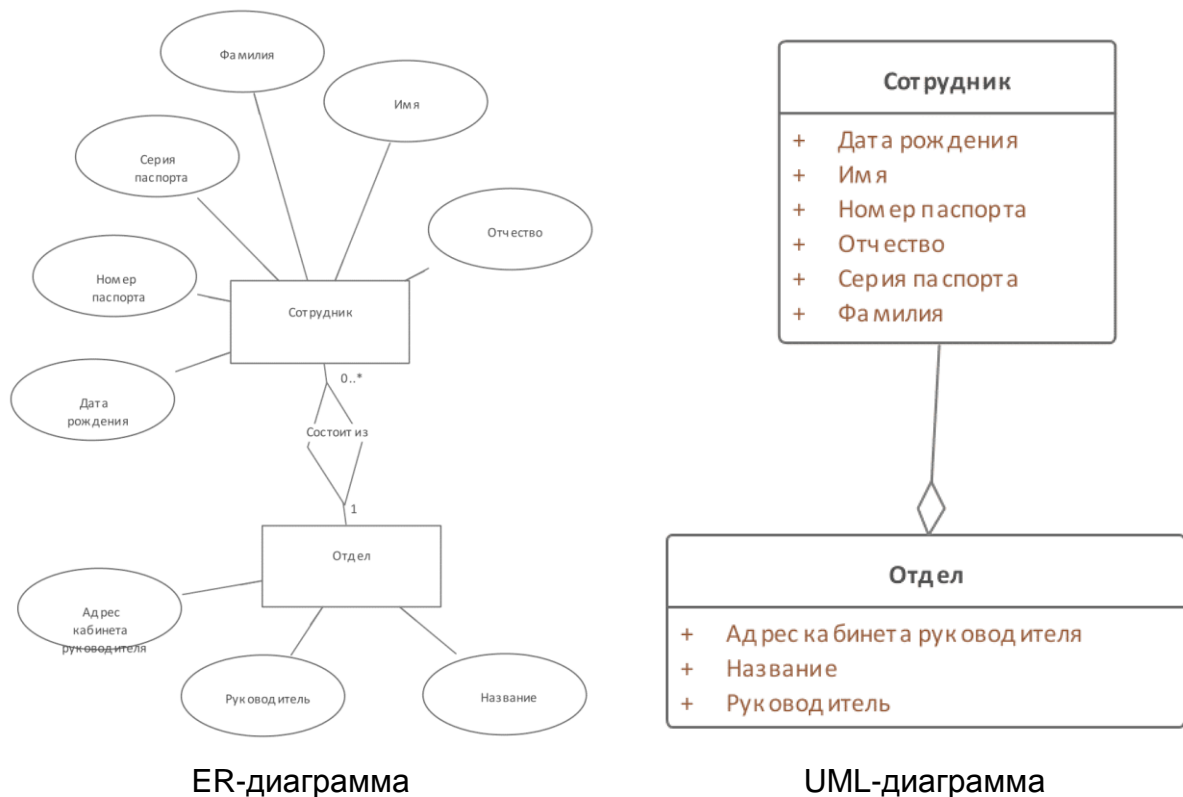 Фамилия
Имя
Серия
паспорта
Отчество
Номер
паспорта
Сотрудник
Дата
рождения
0..*
Состоит из
1
Отдел
Адрес
кабинета
руководителя
Руководитель
Название
ER-диаграмма
Сотрудник
+ Дата рождения
+ Имя
+ Номер паспорта
+ Отчество
+ Серия паспорта
+ Фамилия
Отдел
+ Адрес кабинета руководителя
+ Название
+ Руководитель
UML-диаграмма